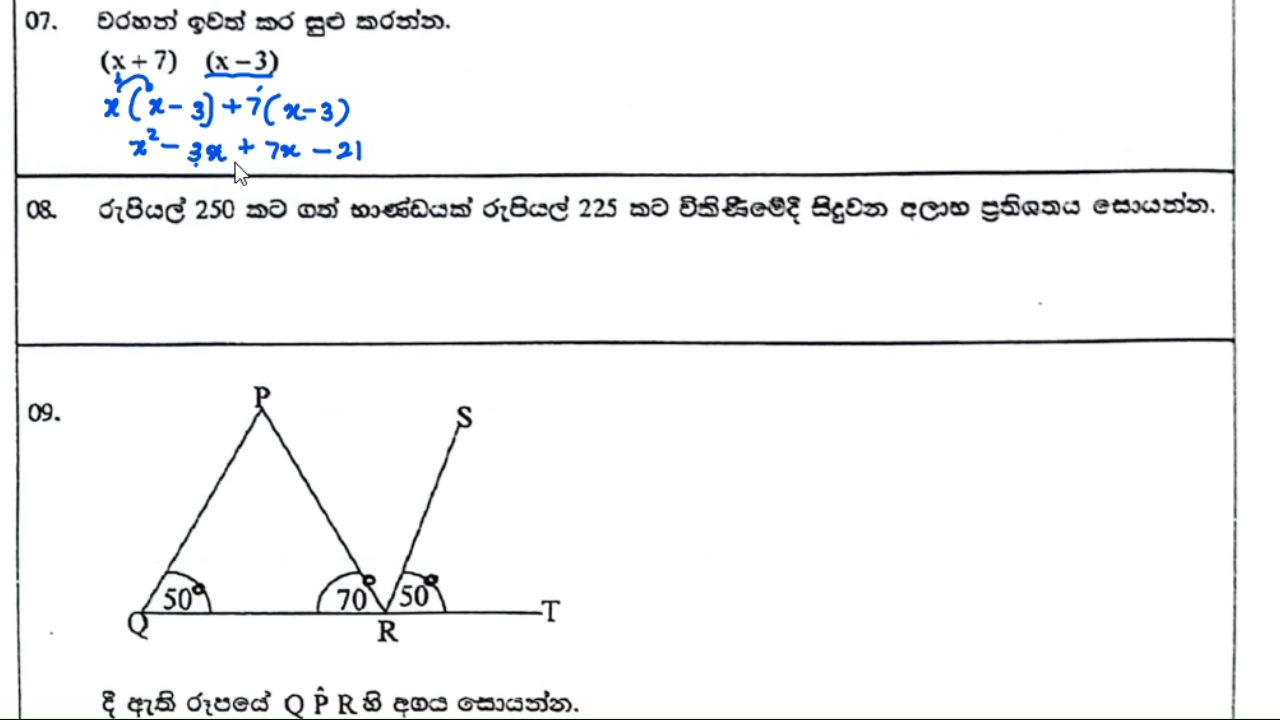 07. වරහන් ඉවත් කර සුළු කරන්න.
(x + 7) (x – 3)
x(x – 3) + 7(x – 3)
x² – 3x + 7x – 21
08. රුපියල් 250 කට ගත් භාණ්ඩයක් රුපියල් 225 කට විකිණීමේදී සිදුවන අලාභ ප්‍රතිශතය සොයන්න.
09.
P
S
50°
70°
50°
Q
R
T
දී ඇති රූපයේ Q P̂ R හි අගය සොයන්න.